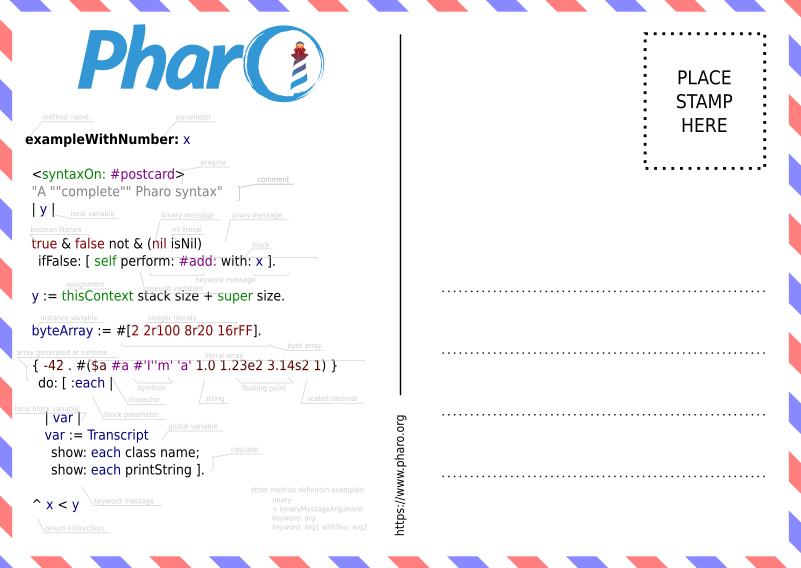 Pharo
method name
parameter
exampleWithNumber: x
pragma
<syntaxOn: #postcard>
comment
"A ""complete"" Pharo syntax"
| y |
local variable
binary message
unary message
boolean literals
nil literal
true & false not & (nil isNil)
block
ifFalse: [ self perform: #add: with: x ].
keyword message
assignment
pseudo variables
y := thisContext stack size + super size.
instance variable
integer literals
byteArray := #[2 2r100 8r20 16rFF].
byte array
array generated at runtime
literal array
{ -42 . #($a #a #'I''m' 'a' 1.0 1.23e2 3.14s2 1) }
do: [ :each |
symbols
floating point
character
string
scaled decimal
local block variable
block parameter
| var |
global variable
var := Transcript
show: each class name;
cascade
show: each printString ].
keyword message
^ x < y
return instruction
other method definitoin examples:
unary
+ binaryMessageArgument
keyword: arg
keyword: arg1 withTwo: arg2
https://www.pharo.org
PLACE
STAMP
HERE